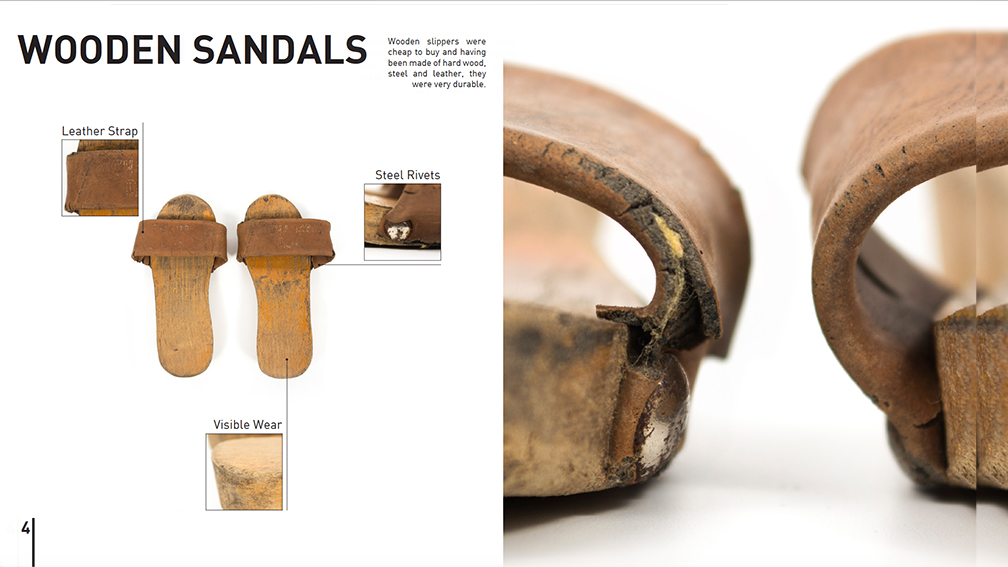 WOODEN SANDALS
Wooden slippers were
cheap to buy and having
been made of hard wood,
steel and leather, they
were very durable.
Leather Strap
Steel Rivets
Visible Wear
4